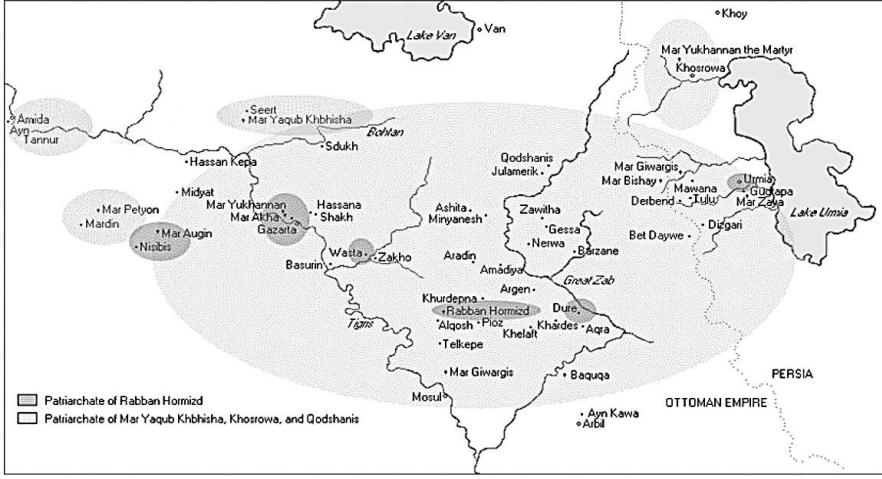 Khoy
Van
Lake Van
Mar Yukhannan the Martyr
Khosrowa
Seert
Mar Yaqub Khbhisha
Amida
Ayn
Tannur
Bohtan
Sdukh
Hassan Kepa
Qodshanis
Julamerik
Mar Giwargis
Mar Bishay
Urmia
Mawana
Gugtapa
Midyat
Derbend
Tulu
Mar Zaya
Mar Yukhannan
Mar Akha
Gazarta
Hassana
Shakh
Ashita
Minyanesh
Zawitha
Lake Urmia
Mar Petyon
Mardin
Gessa
Dizgari
Mar Augin
Nisibis
Bet Daywe
Nerwa
Barzane
Wasta
Zakho
Basurin
Aradin
Amadiya
Great Zab
Argen
Khurdepna
Rabban Hormizd
Dure
Tigris
Alqosh
Pioz
Khelaft
Khardes
Aqra
Telkepe
Mar Giwargis
Baquqa
PERSIA
Mosul
OTTOMAN EMPIRE
Ayn Kawa
Arbil
Patriarchate of Rabban Hormizd
Patriarchate of Mar Yaqub Khbhisha, Khosrowa, and Qodshanis